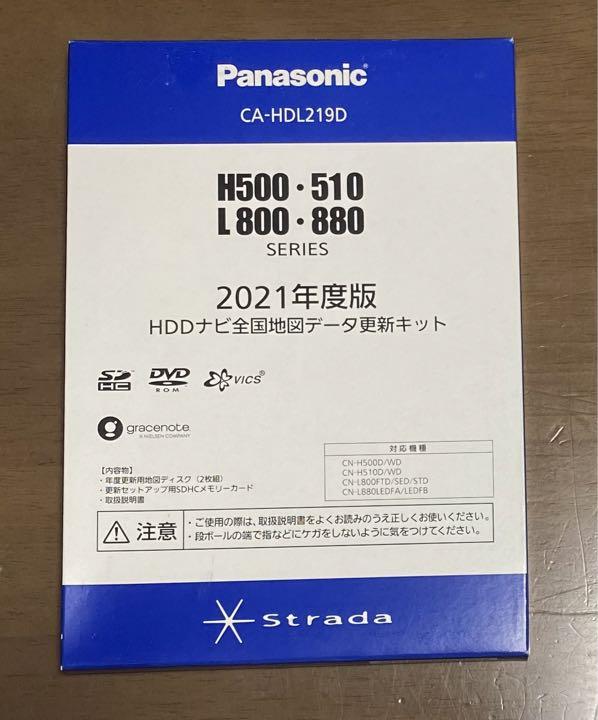 Panasonic®
CA-HDL219D
H500・510
L800・880
SERIES
2021年度版
HDDナビ全国地図データ更新キット
SD HC
DVD ROM
VICS®
gracenote.
A NIELSEN COMPANY
【内容物】
・年度更新用地図ディスク（2枚組）
・更新セットアップ用SDHCメモリーカード
・取扱説明書
対応機種
CN-H500D/WD
CN-H510D/WD
CN-L800FTD/SED/STD
CN-L880LEDFA/LEDFB
注意
・ご使用の際は、取扱説明書をよくお読みのうえ正しくお使いください。
・段ボールの端で指などにケガをしないように気をつけてください。
Strada